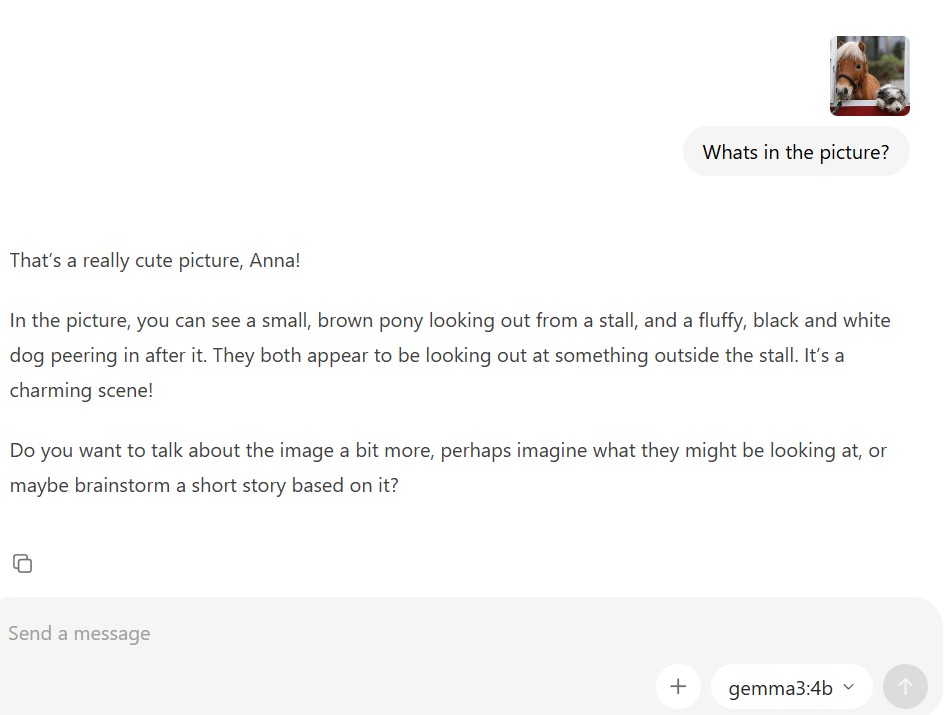 Whats in the picture?
That's a really cute picture, Anna!
In the picture, you can see a small, brown pony looking out from a stall, and a fluffy, black and white
dog peering in after it. They both appear to be looking out at something outside the stall. It's a
charming scene!
Do you want to talk about the image a bit more, perhaps imagine what they might be looking at, or
maybe brainstorm a short story based on it?
Send a message
gemma3:4b